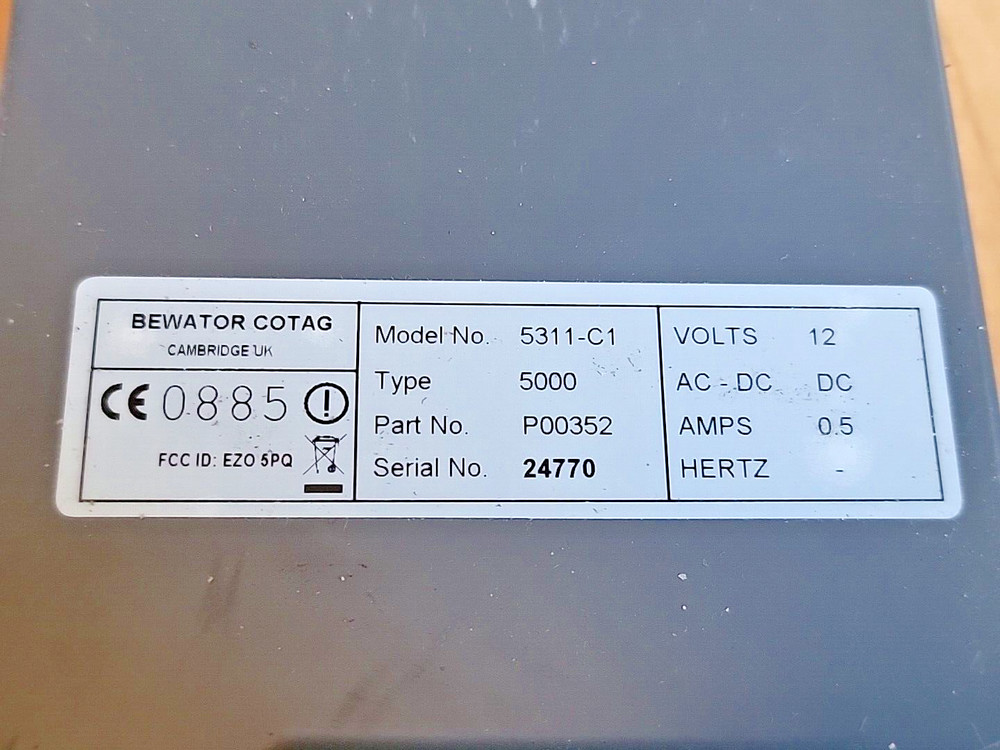 BEWATOR COTAG
CAMBRIDGE UK
CE 0885
FCC ID: EZO 5PQ
Model No. 5311-C1
Type 5000
Part No. P00352
Serial No. 24770
VOLTS 12
AC - DC DC
AMPS 0.5
HERTZ -